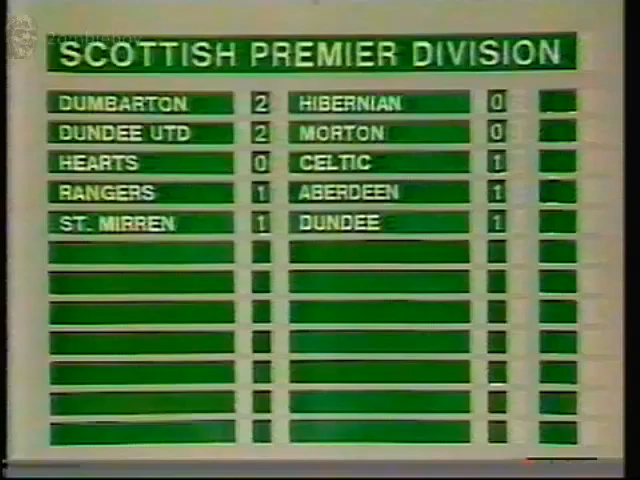 Zombieboy
SCOTTISH PREMIER DIVISION
DUMBARTON 2 HIBERNIAN 0
DUNDEE UTD 2 MORTON 0
HEARTS 0 CELTIC 1
RANGERS 1 ABERDEEN 1
ST. MIRREN 1 DUNDEE 1